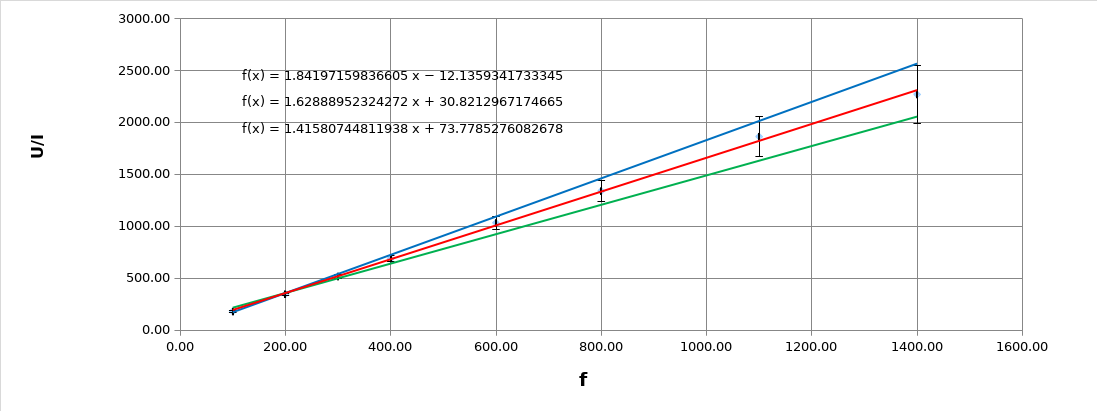 3000.00
2500.00
f(x) = 1.84197159836605 x − 12.1359341733345
f(x) = 1.62888952324272 x + 30.8212967174665
2000.00
f(x) = 1.41580744811938 x + 73.7785276082678
U/I
1500.00
1000.00
500.00
0.00
0.00 200.00 400.00 600.00 800.00 1000.00 1200.00 1400.00 1600.00
f